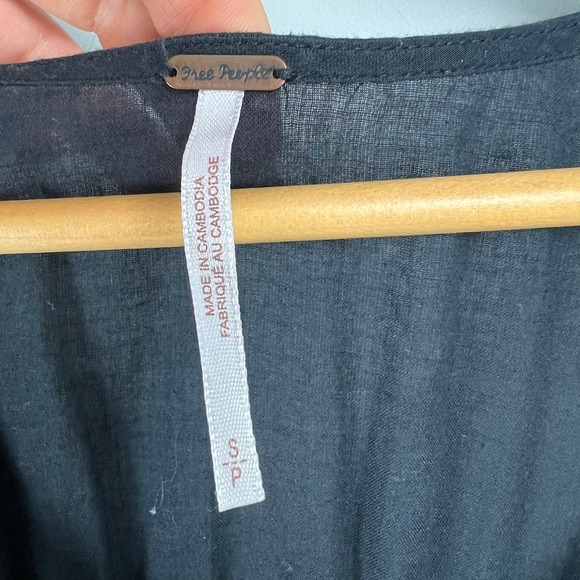 Free People
MADE IN CAMBODIA
FABRIQUÉ AU CAMBODGE
S
P